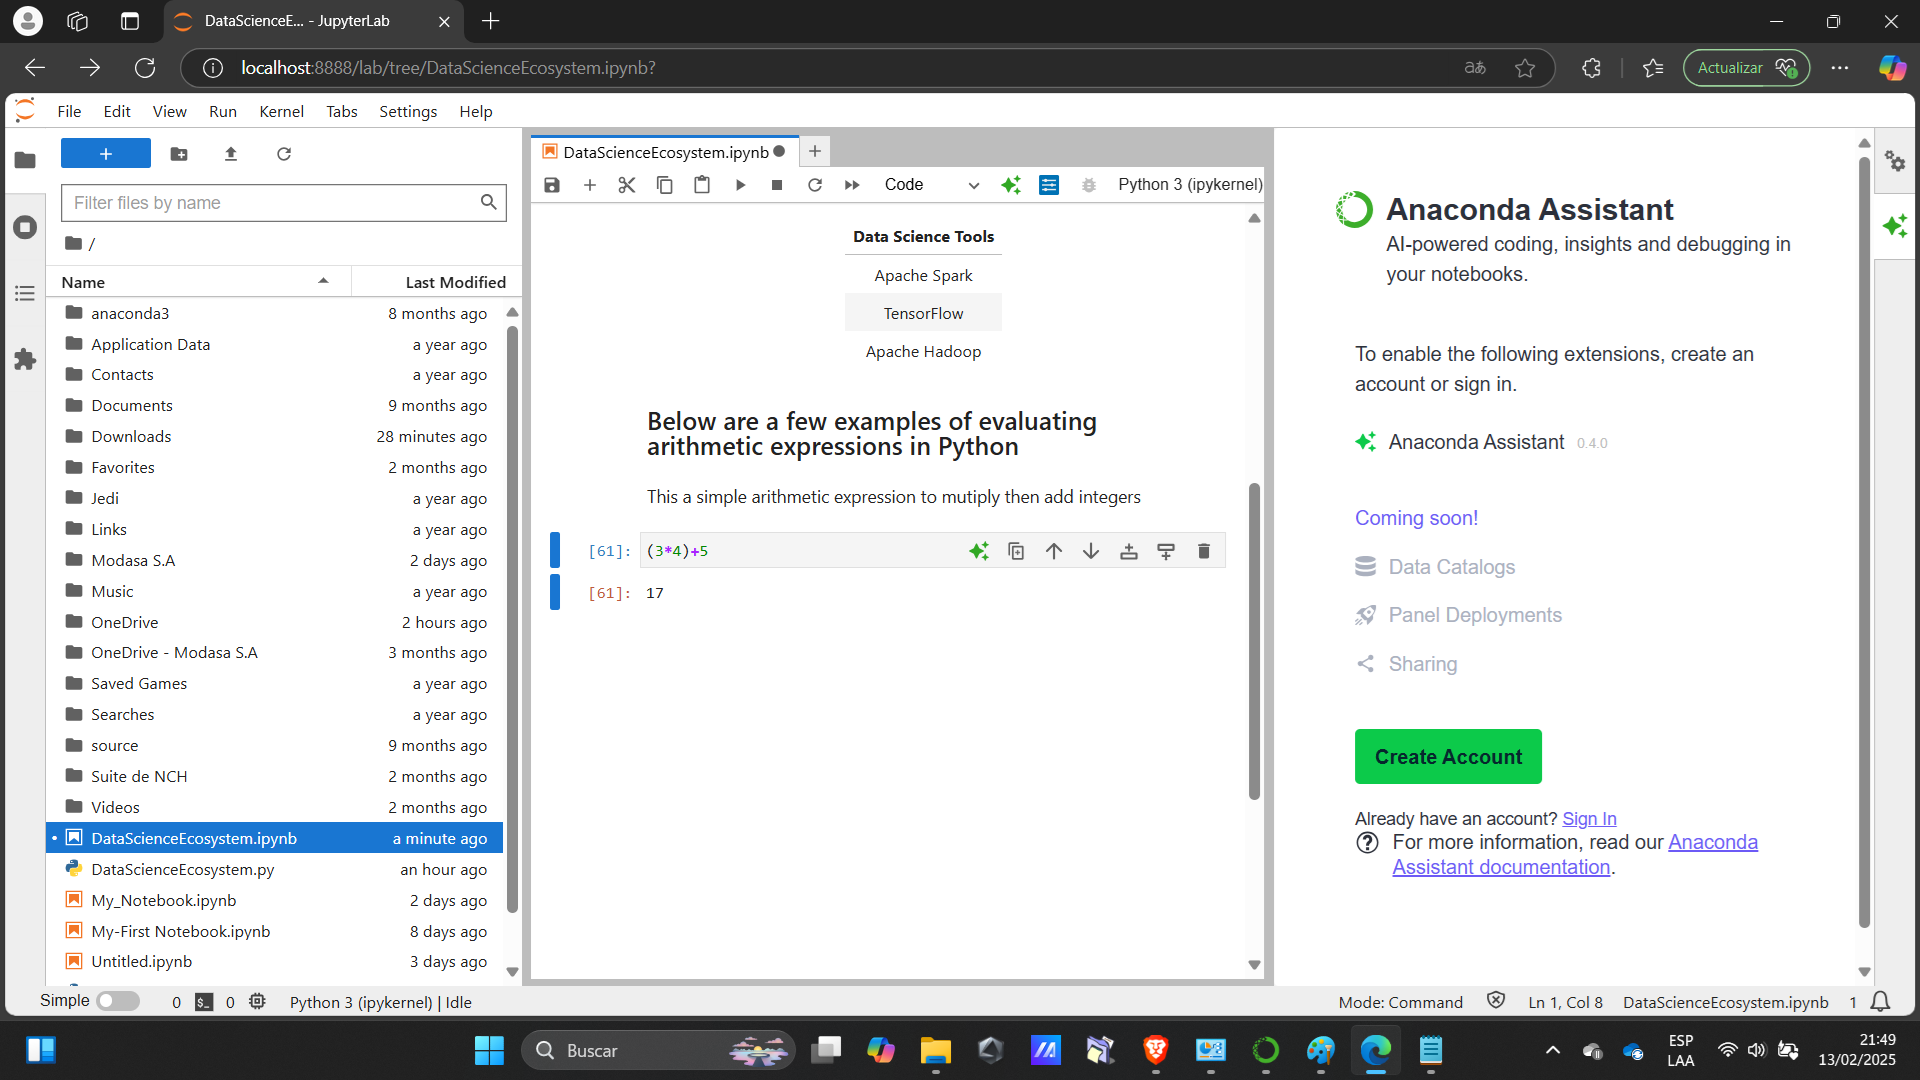 DataScienceE... - JupyterLab
localhost:8888/lab/tree/DataScienceEcosystem.ipynb?
Actualizar
File Edit View Run Kernel Tabs Settings Help
Filter files by name
/
Name Last Modified
anaconda3 8 months ago
Application Data a year ago
Contacts a year ago
Documents 9 months ago
Downloads 28 minutes ago
Favorites 2 months ago
Jedi a year ago
Links a year ago
Modasa S.A 2 days ago
Music a year ago
OneDrive 2 hours ago
OneDrive - Modasa S.A 3 months ago
Saved Games a year ago
Searches a year ago
source 9 months ago
Suite de NCH 2 months ago
Videos 2 months ago
DataScienceEcosystem.ipynb a minute ago
DataScienceEcosystem.py an hour ago
My_Notebook.ipynb 2 days ago
My-First Notebook.ipynb 8 days ago
Untitled.ipynb 3 days ago
DataScienceEcosystem.ipynb
Code Python 3 (ipykernel)
Data Science Tools
Apache Spark
TensorFlow
Apache Hadoop
Below are a few examples of evaluating
arithmetic expressions in Python
This a simple arithmetic expression to mutiply then add integers
[61]: (3*4)+5
[61]: 17
Anaconda Assistant
AI-powered coding, insights and debugging in
your notebooks.
To enable the following extensions, create an
account or sign in.
Anaconda Assistant 0.4.0
Coming soon!
Data Catalogs
Panel Deployments
Sharing
Create Account
Already have an account? Sign In
For more information, read our Anaconda
Assistant documentation.
Simple 0 0 Python 3 (ipykernel) | Idle Mode: Command Ln 1, Col 8 DataScienceEcosystem.ipynb 1
Buscar
ESP
LAA
21:49
13/02/2025